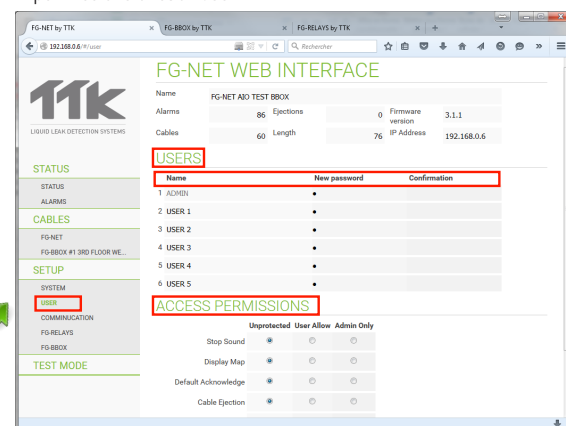 FG-NET by TTK
FG-BBOX by TTK
FG-RELAYS by TTK
192.168.0.6/#/user
Rechercher
TTK
LIQUID LEAK DETECTION SYSTEMS
STATUS
STATUS
ALARMS
CABLES
FG-NET
FG-BBOX #1 3RD FLOOR WE...
SETUP
SYSTEM
USER
COMMINUCATION
FG-RELAYS
FG-BBOX
TEST MODE
FG-NET WEB INTERFACE
Name FG-NET AIO TEST BBOX
Alarms 86 Ejections 0 Firmware version 3.1.1
Cables 60 Length 76 IP Address 192.168.0.6
USERS
Name New password Confirmation
1 ADMIN •
2 USER 1 •
3 USER 2 •
4 USER 3 •
5 USER 4 •
6 USER 5 •
ACCESS PERMISSIONS
Unprotected User Allow Admin Only
Stop Sound
Display Map
Default Acknowledge
Cable Ejection